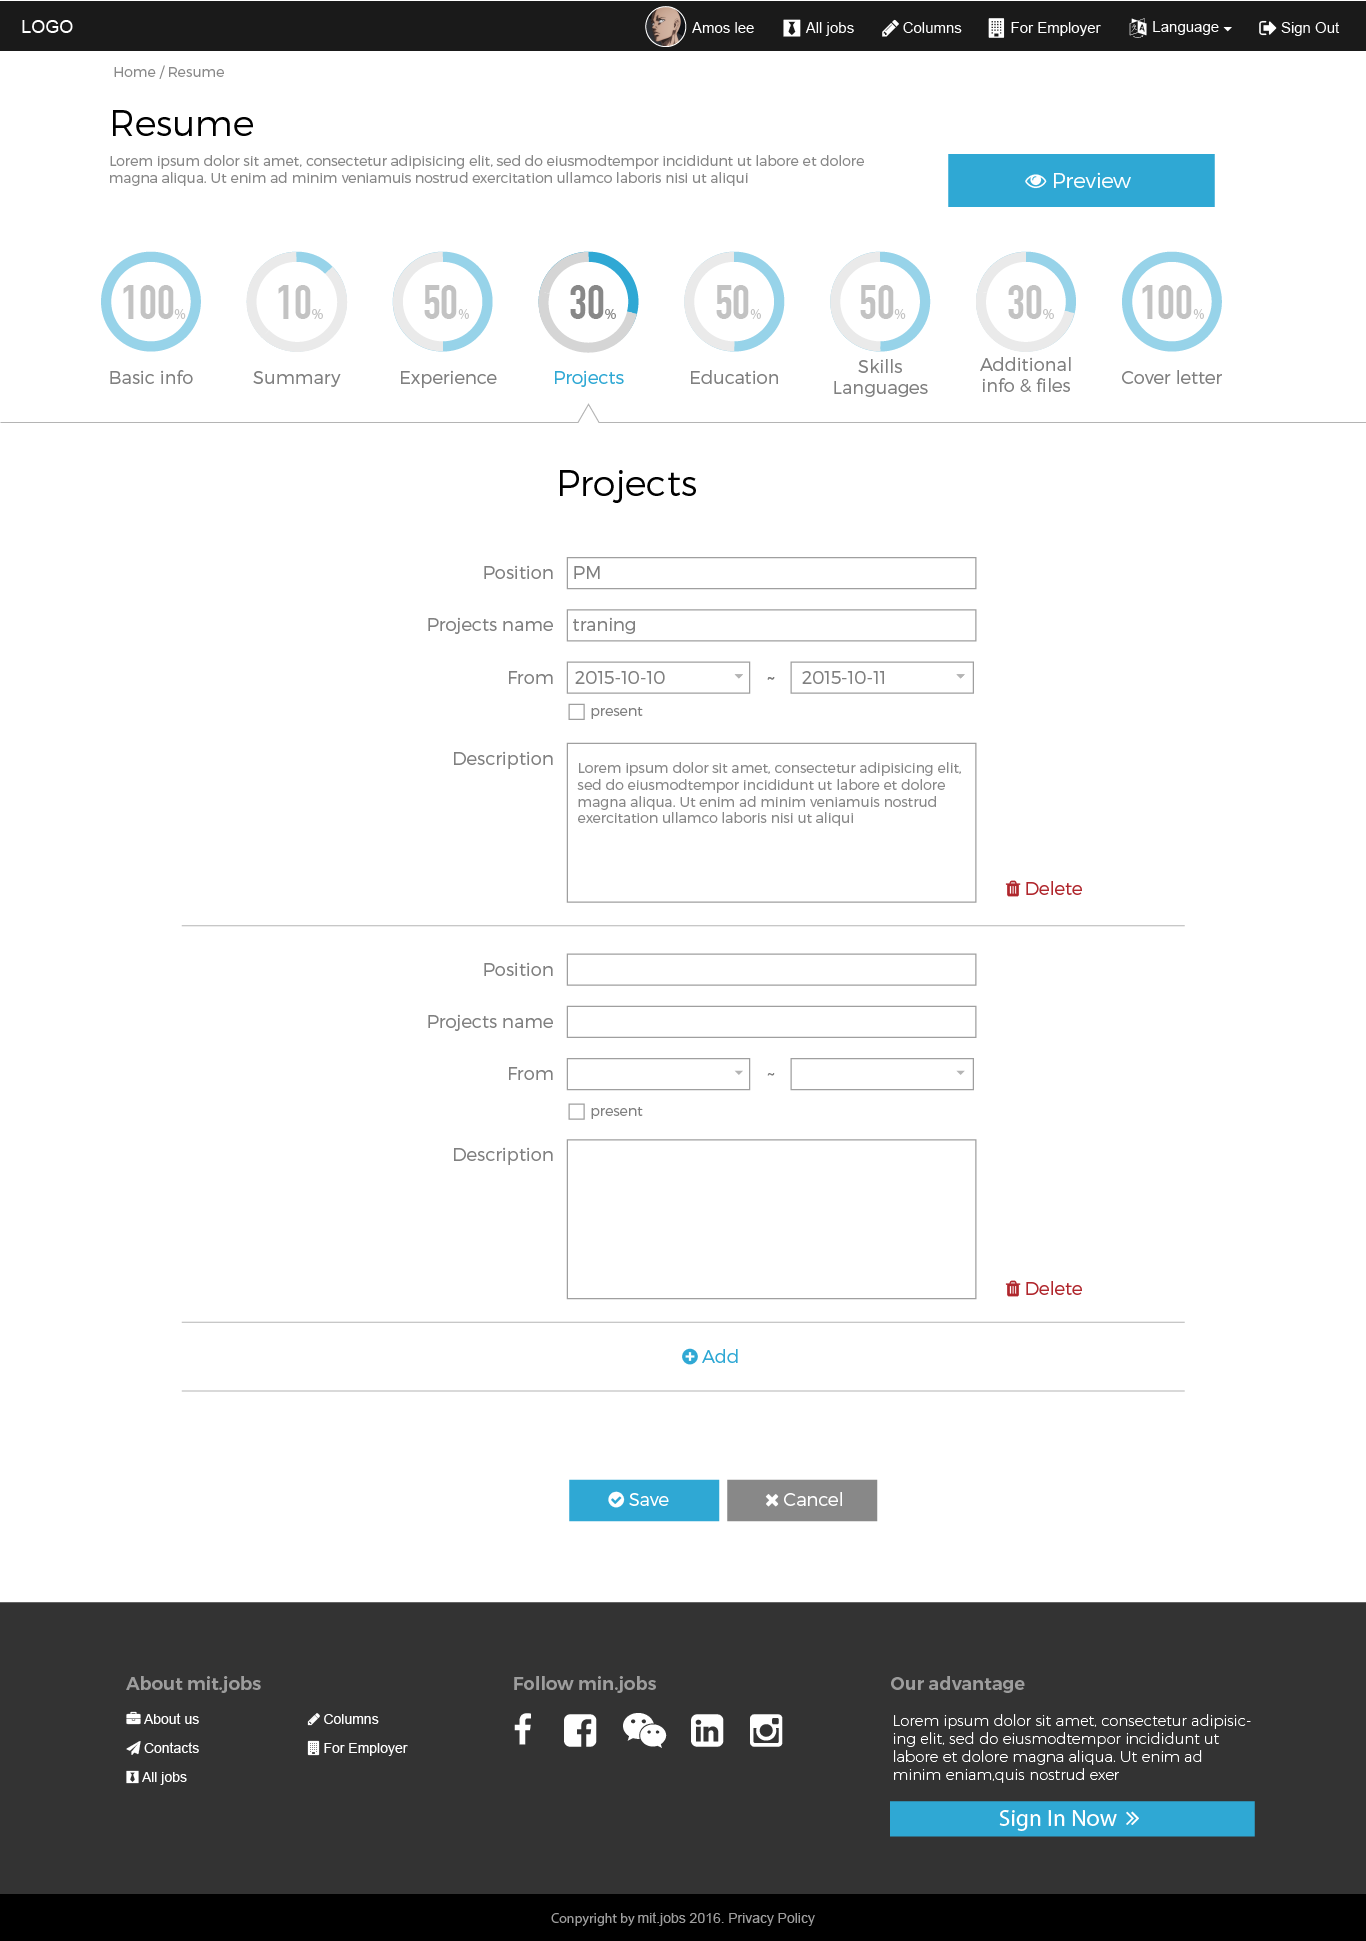 LOGO
Amos lee
All jobs
Columns
For Employer
Language
Sign Out
Home / Resume
Resume
Lorem ipsum dolor sit amet, consectetur adipisicing elit, sed do eiusmodtempor incididunt ut labore et dolore
magna aliqua. Ut enim ad minim veniamuis nostrud exercitation ullamco laboris nisi ut aliqui
Preview
100%
10%
50%
30%
50%
50%
30%
100%
Basic info
Summary
Experience
Projects
Education
Skills
Languages
Additional
info & files
Cover letter
Projects
Position
PM
Projects name
traning
From
2015-10-10
~
2015-10-11
present
Description
Lorem ipsum dolor sit amet, consectetur adipisicing elit,
sed do eiusmodtempor incididunt ut labore et dolore
magna aliqua. Ut enim ad minim veniamuis nostrud
exercitation ullamco laboris nisi ut aliqui
Delete
Position
Projects name
From
~
present
Description
Delete
Add
Save
Cancel
About mit.jobs
About us
Contacts
All jobs
Columns
For Employer
Follow min.jobs
Our advantage
Lorem ipsum dolor sit amet, consectetur adipisic-
ing elit, sed do eiusmodtempor incididunt ut
labore et dolore magna aliqua. Ut enim ad
minim eniam,quis nostrud exer
Sign In Now
Conpyright by mit.jobs 2016. Privacy Policy